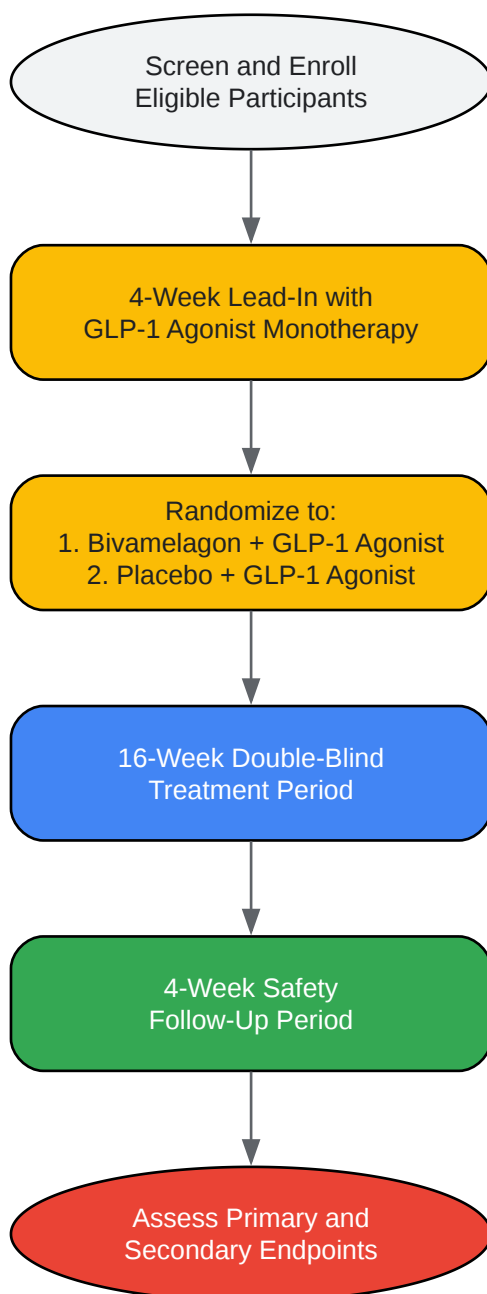 Screen and Enroll
Eligible Participants
4-Week Lead-In with
GLP-1 Agonist Monotherapy
Randomize to:
1. Bivamelagon + GLP-1 Agonist
2. Placebo + GLP-1 Agonist
16-Week Double-Blind
Treatment Period
4-Week Safety
Follow-Up Period
Assess Primary and
Secondary Endpoints